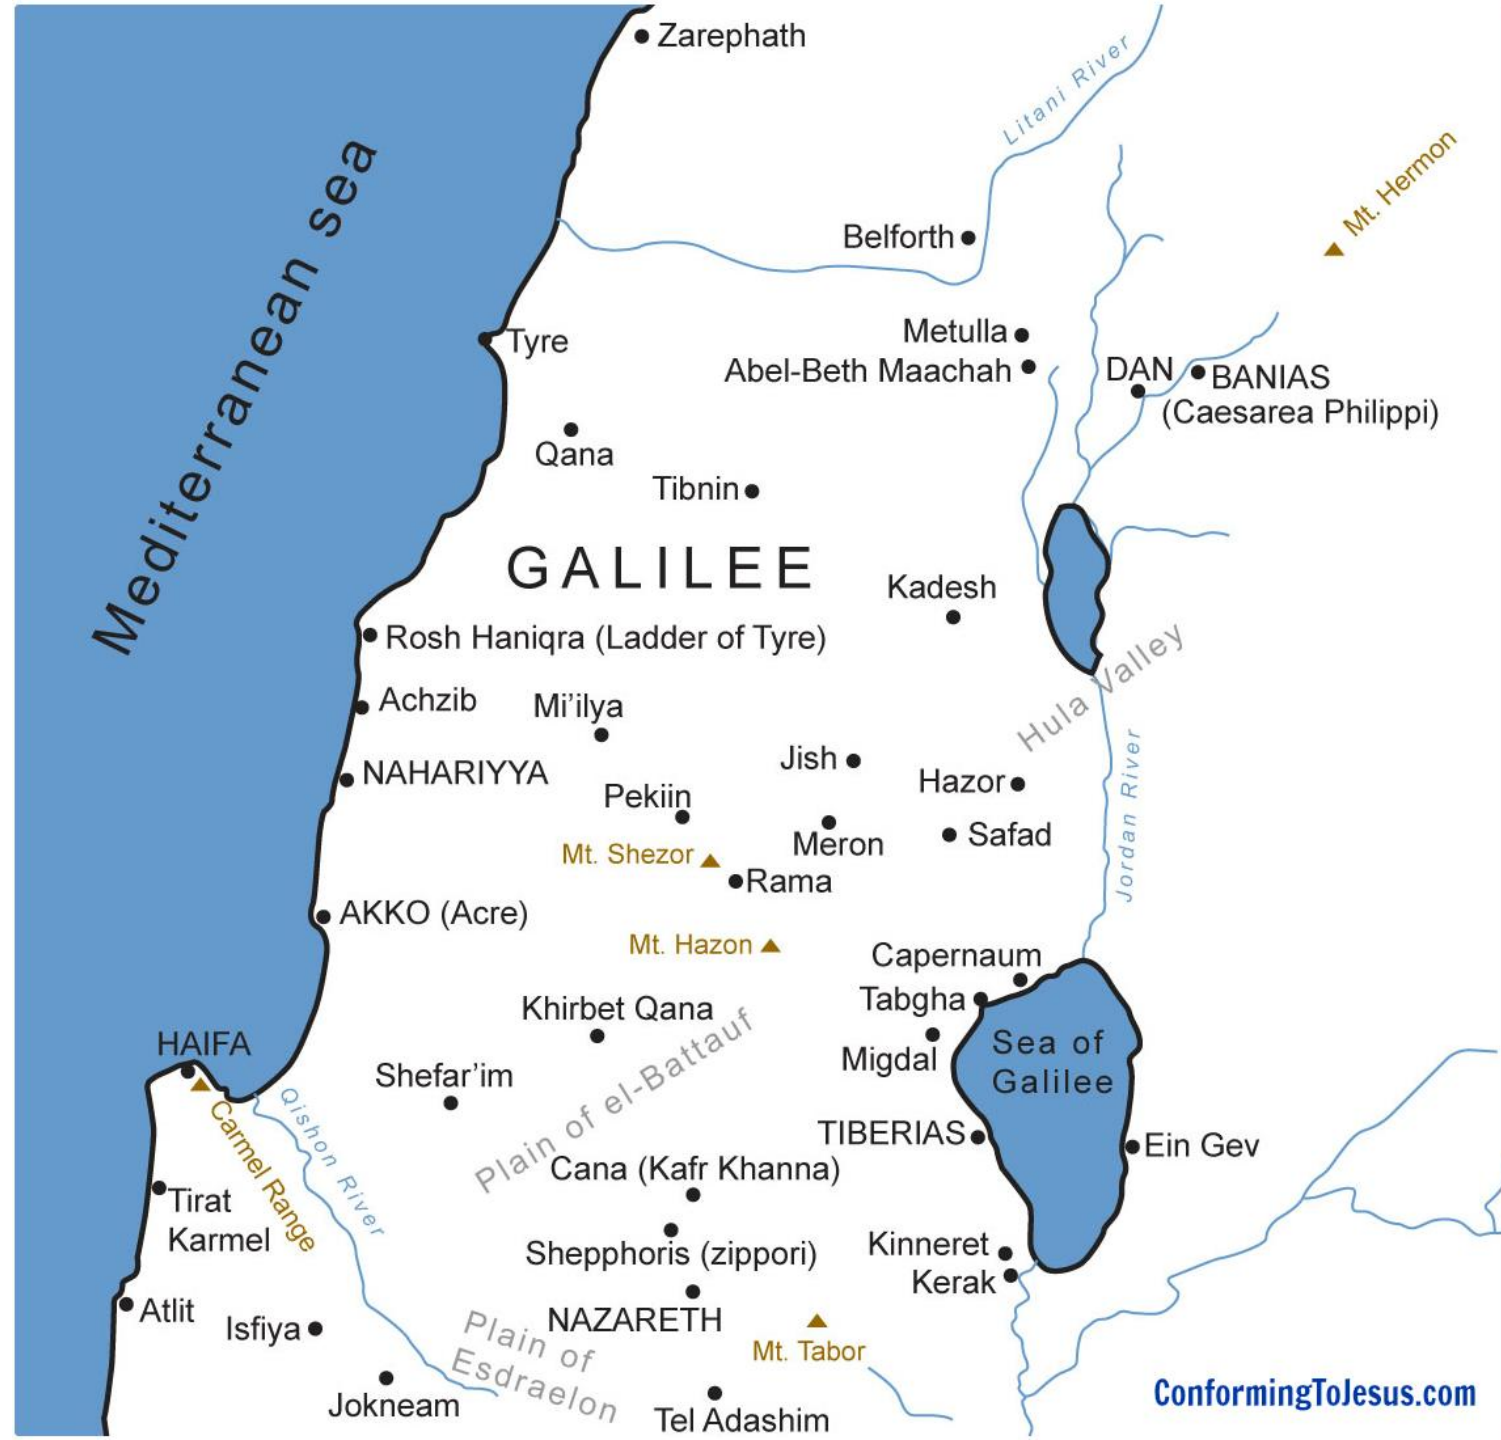 Zarephath
Litani River
Mt. Hermon
Mediterranean sea
Belforth
Tyre
Metulla
Abel-Beth Maachah
DAN
BANIAS
(Caesarea Philippi)
Qana
Tibnin
GALILEE
Kadesh
Rosh Haniqra (Ladder of Tyre)
Hula Valley
Achzib
Mi'ilya
Jish
NAHARIYYA
Hazor
Jordan River
Pekiin
Safad
Meron
Mt. Shezor
Rama
AKKO (Acre)
Mt. Hazon
Capernaum
Tabgha
Khirbet Qana
HAIFA
Sea of
Galilee
Migdal
Shefar'im
Plain of el-Battauf
Qishon River
Carmel Range
TIBERIAS
Ein Gev
Cana (Kafr Khanna)
Tirat
Karmel
Shepphoris (zippori)
Kinneret
Kerak
Atlit
Isfiya
NAZARETH
Plain of
Esdraelon
Mt. Tabor
Jokneam
Tel Adashim
ConformingToJesus.com